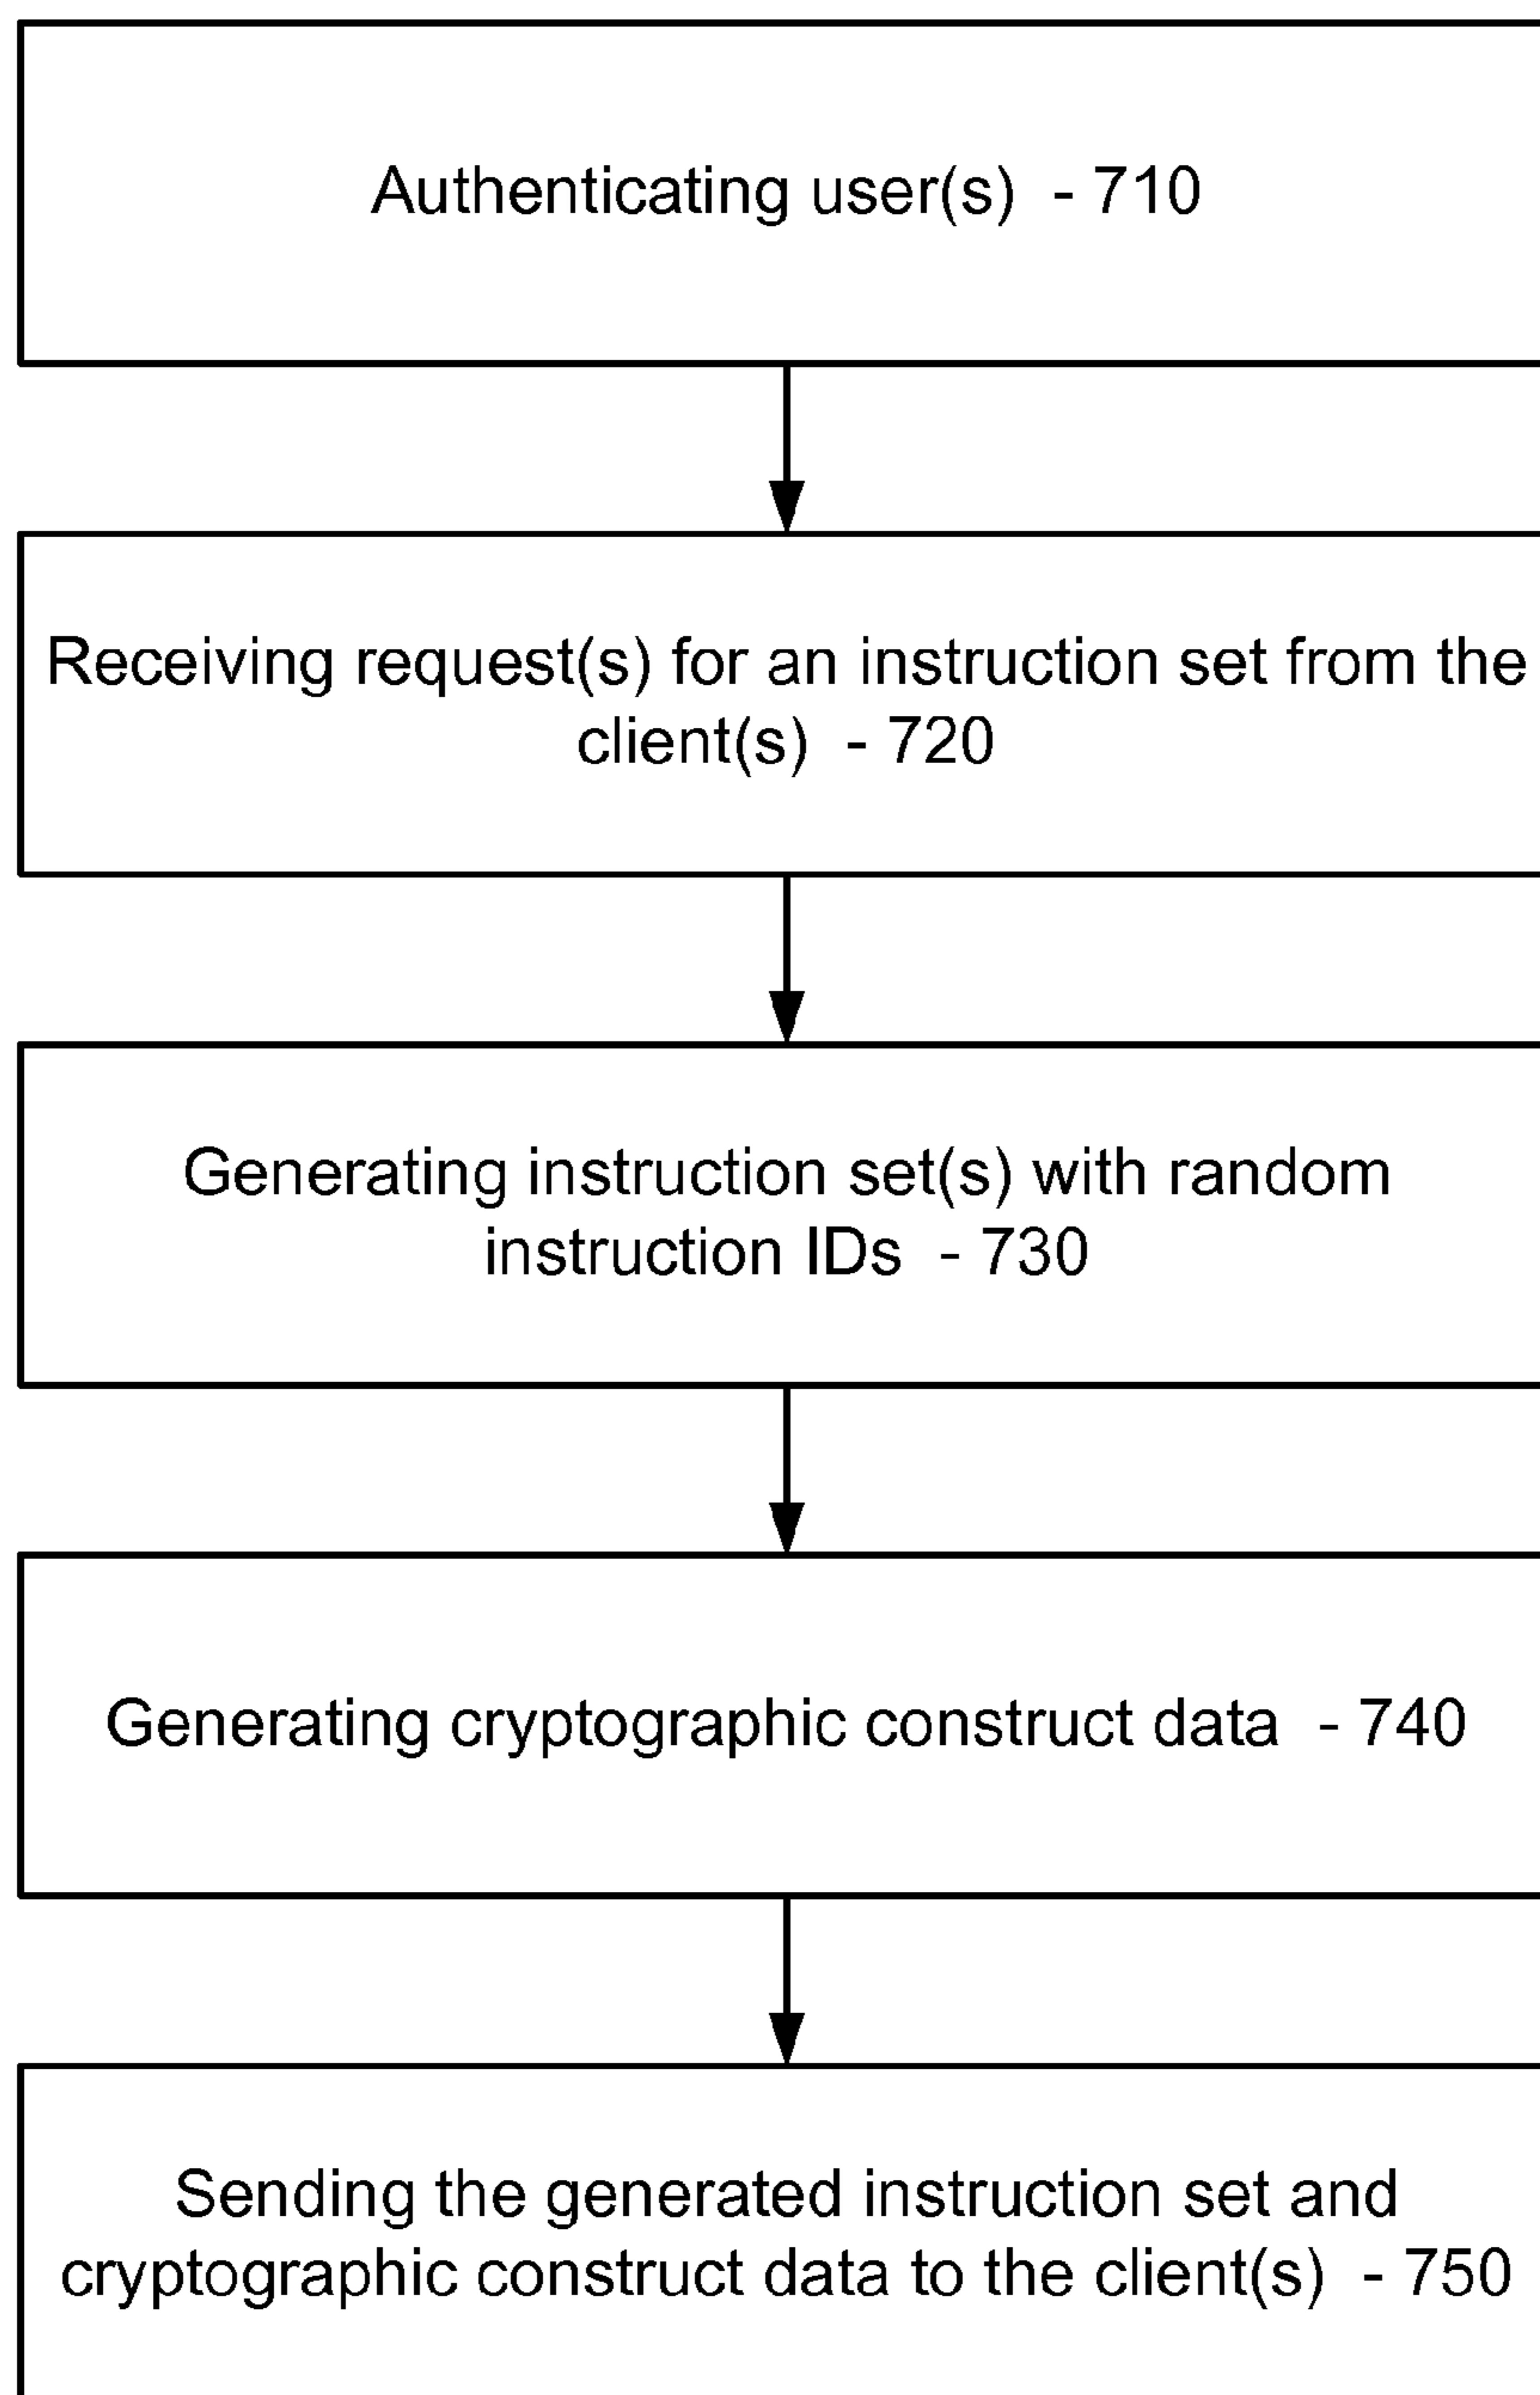 Authenticating user(s) - 710
Receiving request(s) for an instruction set from the
client(s) - 720
Generating instruction set(s) with random
instruction IDs - 730
Generating cryptographic construct data - 740
Sending the generated instruction set and
cryptographic construct data to the client(s) - 750